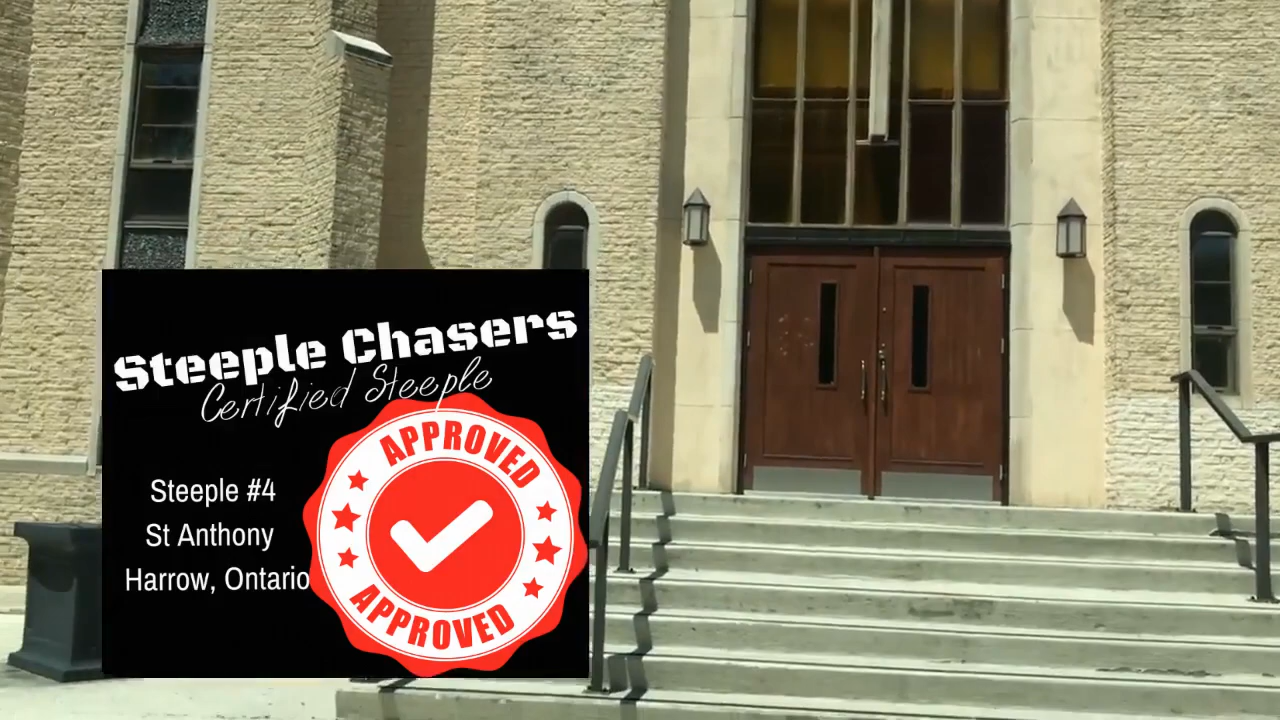 Steeple Chasers
Certified Steeple
APPROVED
Steeple #4
St Anthony
Harrow, Ontario
APPROVED